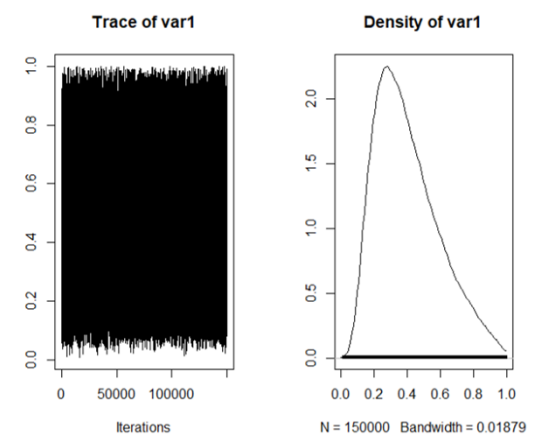 Trace of var1
1.0
0.8
0.6
0.4
0.2
0.0
0 50000 100000
Iterations
Density of var1
2.0
1.5
1.0
0.5
0.0
0.0 0.2 0.4 0.6 0.8 1.0
N = 150000 Bandwidth = 0.01879